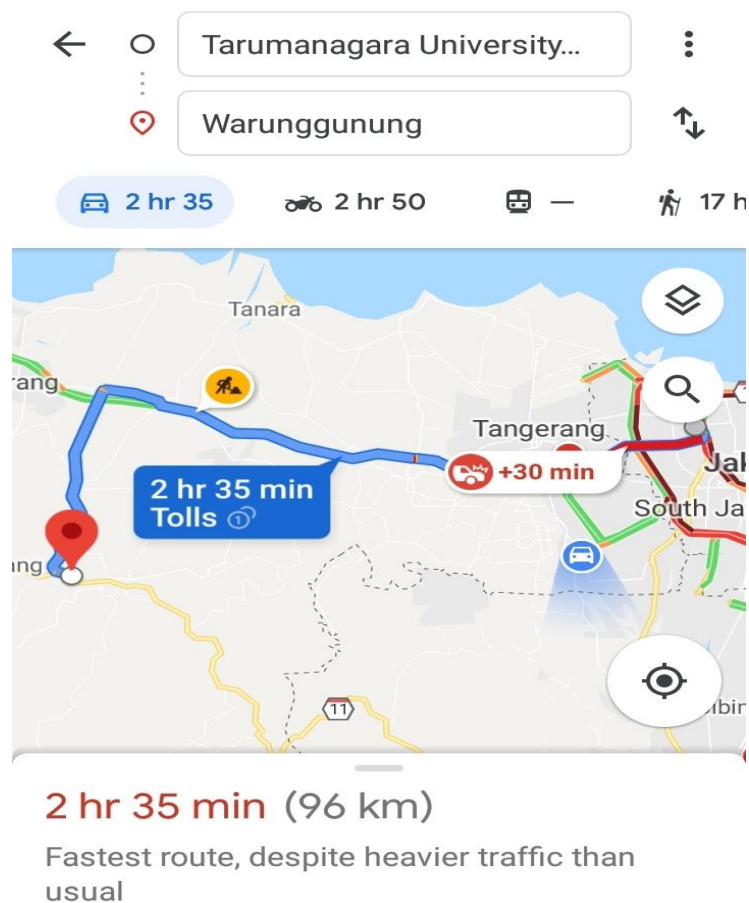 Tarumanagara University...
Warunggunung
2 hr 35
2 hr 50
—
17 h
Tanara
rang
Tangerang
+30 min
Jak
2 hr 35 min
Tolls
South Ja
ang
11
bin
2 hr 35 min (96 km)
Fastest route, despite heavier traffic than
usual